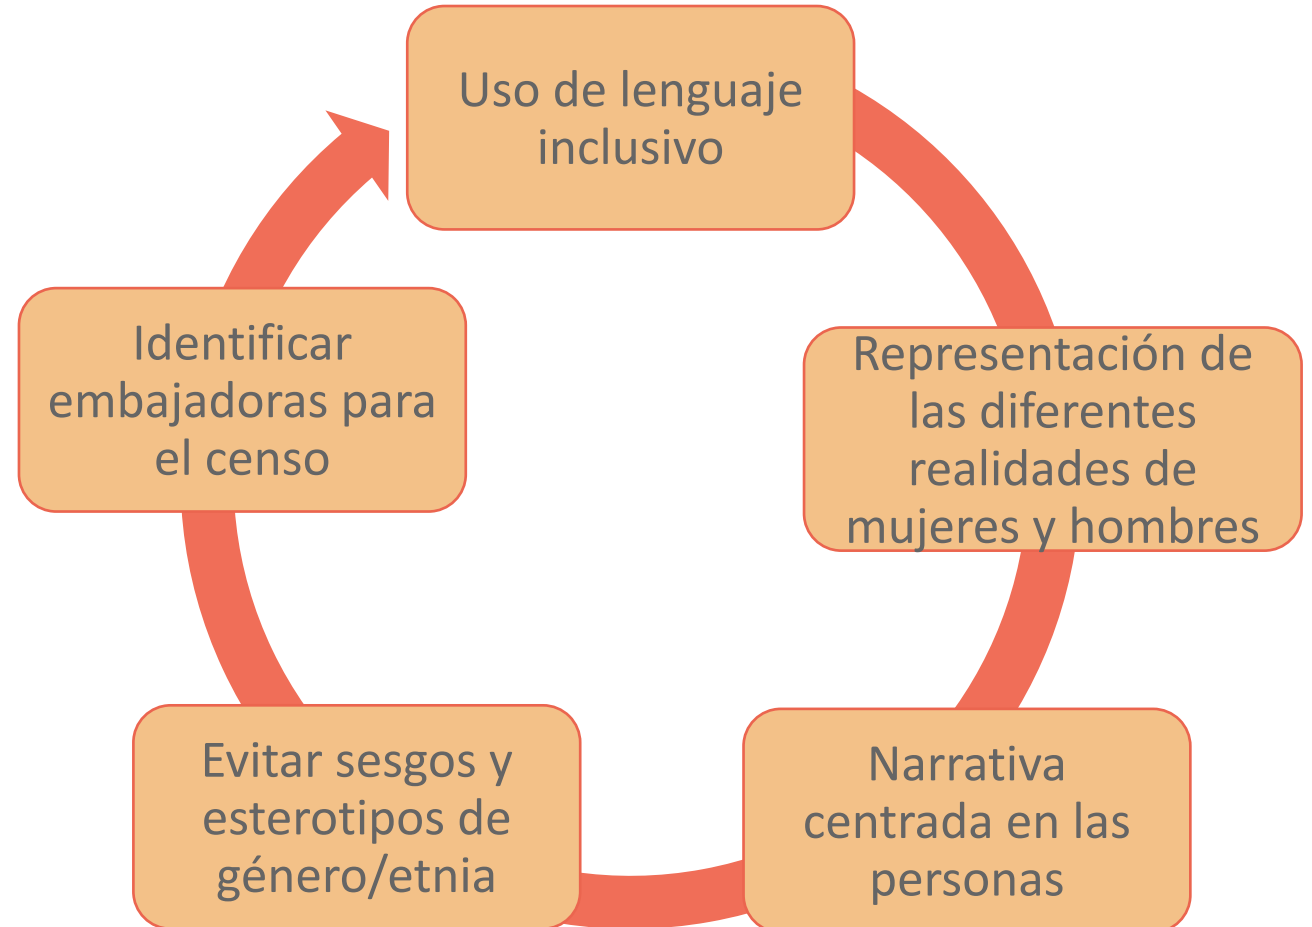 Uso de lenguaje
inclusivo
Representación de
las diferentes
realidades de
mujeres y hombres
Narrativa
centrada en las
personas
Evitar sesgos y
esterotipos de
género/etnia
Identificar
embajadoras para
el censo